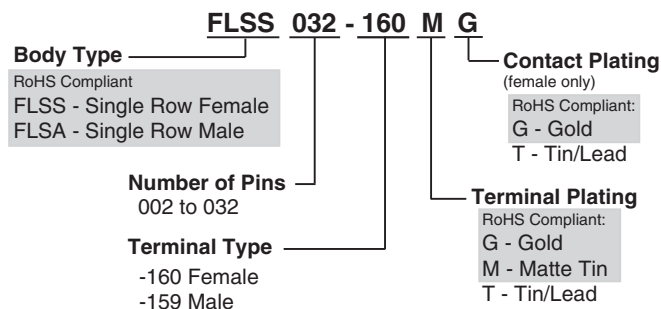 FLSS 032 - 160 M G
Body Type
RoHS Compliant
FLSS - Single Row Female
FLSA - Single Row Male
Number of Pins
002 to 032
Terminal Type
-160 Female
-159 Male
Contact Plating
(female only)
RoHS Compliant:
G - Gold
T - Tin/Lead
Terminal Plating
RoHS Compliant:
G - Gold
M - Matte Tin
T - Tin/Lead